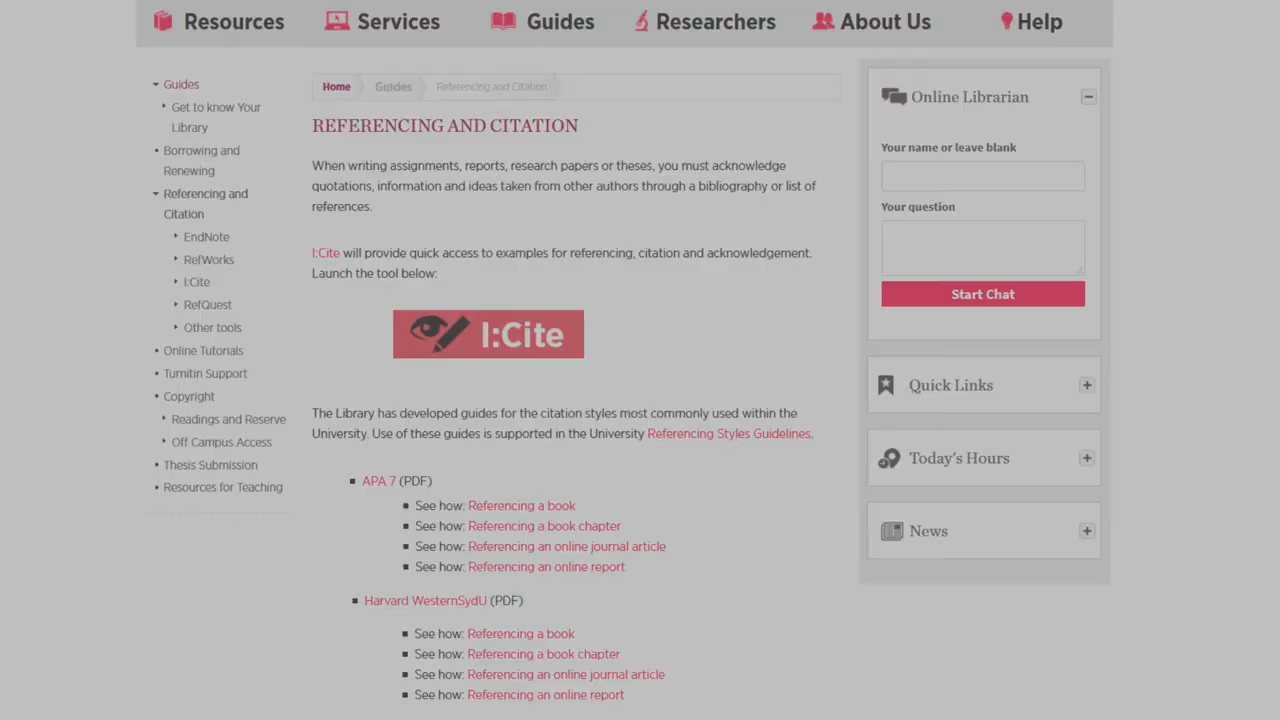 Resources
Services
Guides
Researchers
About Us
Help
Guides
Get to know Your
Library
Borrowing and
Renewing
Referencing and
Citation
EndNote
RefWorks
I:Cite
RefQuest
Other tools
Online Tutorials
Turnitin Support
Copyright
Readings and Reserve
Off Campus Access
Thesis Submission
Resources for Teaching
Home
Guides
Referencing and Citation
REFERENCING AND CITATION
When writing assignments, reports, research papers or theses, you must acknowledge
quotations, information and ideas taken from other authors through a bibliography or list of
references.
I:Cite will provide quick access to examples for referencing, citation and acknowledgement.
Launch the tool below:
I:Cite
The Library has developed guides for the citation styles most commonly used within the
University. Use of these guides is supported in the University Referencing Styles Guidelines.
APA 7 (PDF)
See how: Referencing a book
See how: Referencing a book chapter
See how: Referencing an online journal article
See how: Referencing an online report
Harvard WesternSydU (PDF)
See how: Referencing a book
See how: Referencing a book chapter
See how: Referencing an online journal article
See how: Referencing an online report
Online Librarian
Your name or leave blank
Your question
Start Chat
Quick Links
Today's Hours
News